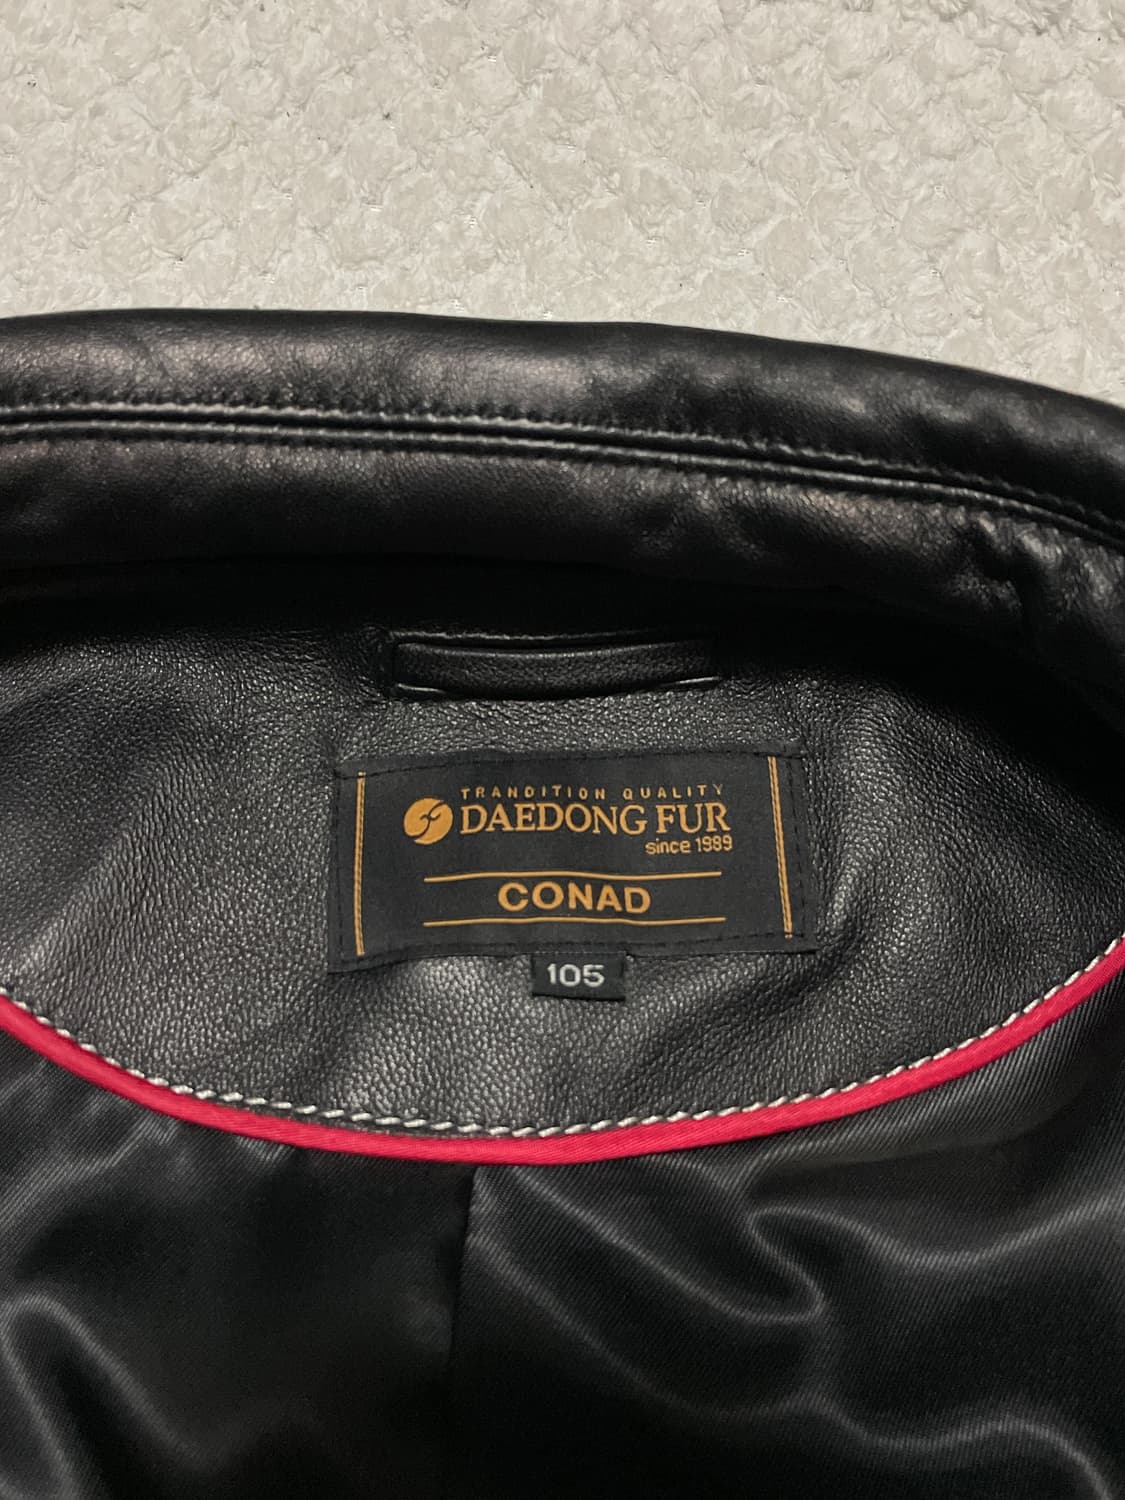 TRANDITION QUALITY
DAEDONG FUR
since 1989
CONAD
105